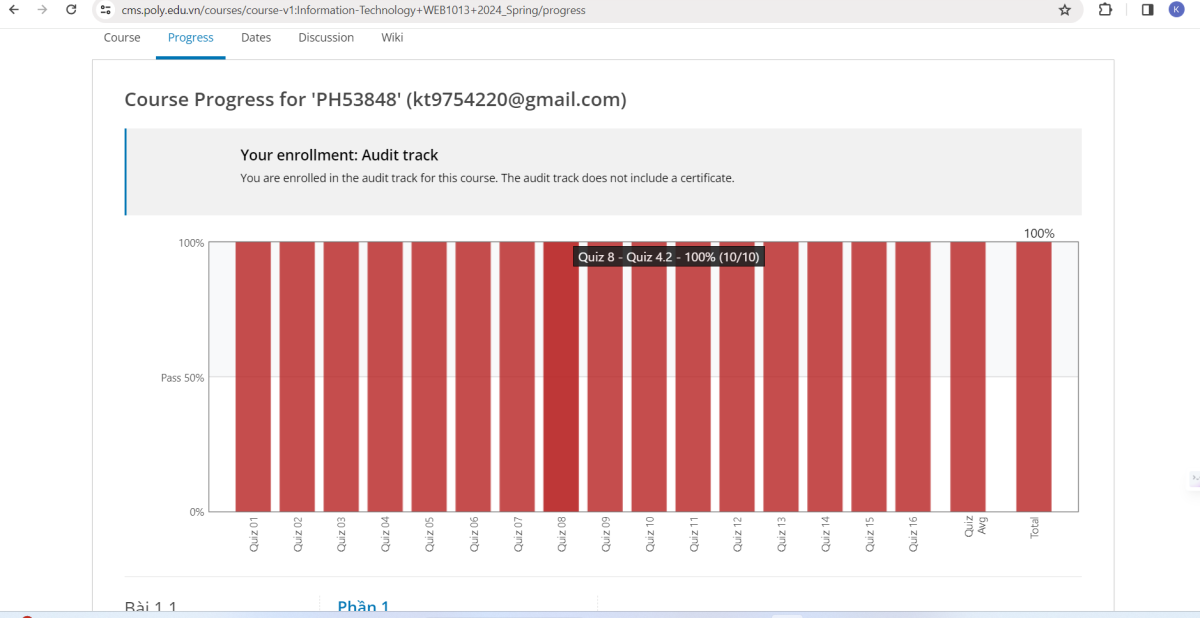 cms.poly.edu.vn/courses/course-v1:Information-Technology+WEB1013+2024_Spring/progress
K
Course Progress Dates Discussion Wiki
Course Progress for 'PH53848' (kt9754220@gmail.com)
Your enrollment: Audit track
You are enrolled in the audit track for this course. The audit track does not include a certificate.
100%
100%
Quiz 8 - Quiz 4.2 - 100% (10/10)
Pass 50%
0%
Quiz 01
Quiz 02
Quiz 03
Quiz 04
Quiz 05
Quiz 06
Quiz 07
Quiz 08
Quiz 09
Quiz 10
Quiz 11
Quiz 12
Quiz 13
Quiz 14
Quiz 15
Quiz 16
Quiz
Avg
Total
Bài 1.1 Phần 1